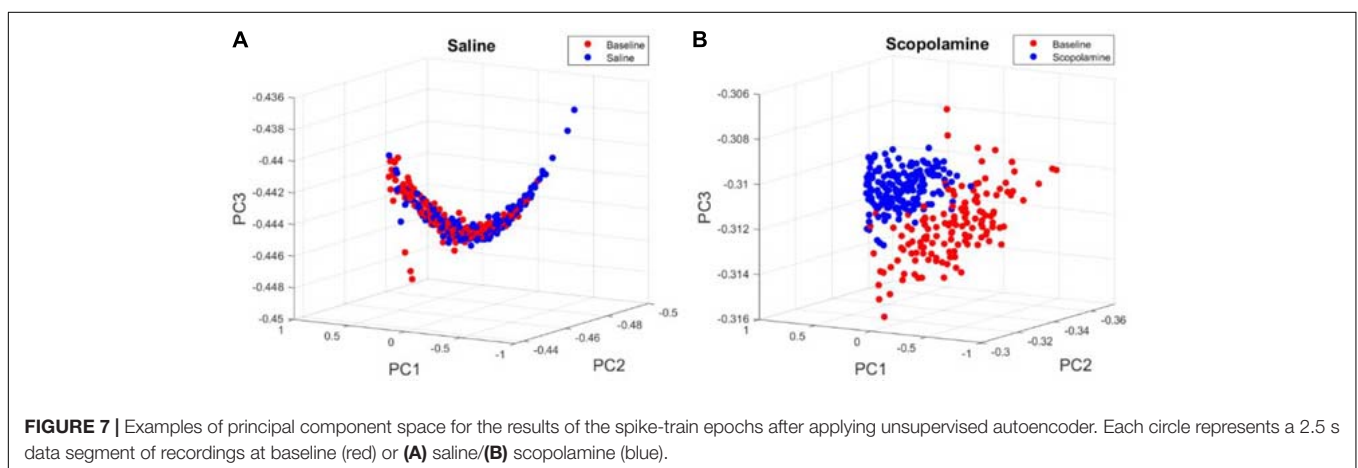 A
Saline
Baseline
Saline
-0.436
-0.438
-0.44
-0.442
-0.444
-0.446
-0.448
-0.45
PC3
1
0.5
0
-0.5
-1
PC1
-0.44
-0.46
-0.48
-0.5
PC2
B
Scopolamine
Baseline
Scopolamine
-0.306
-0.308
-0.31
-0.312
-0.314
-0.316
PC3
1
0.5
0
-0.5
-1
PC1
-0.3
-0.32
-0.34
-0.36
PC2
FIGURE 7 | Examples of principal component space for the results of the spike-train epochs after applying unsupervised autoencoder. Each circle represents a 2.5 s
data segment of recordings at baseline (red) or (A) saline/(B) scopolamine (blue).